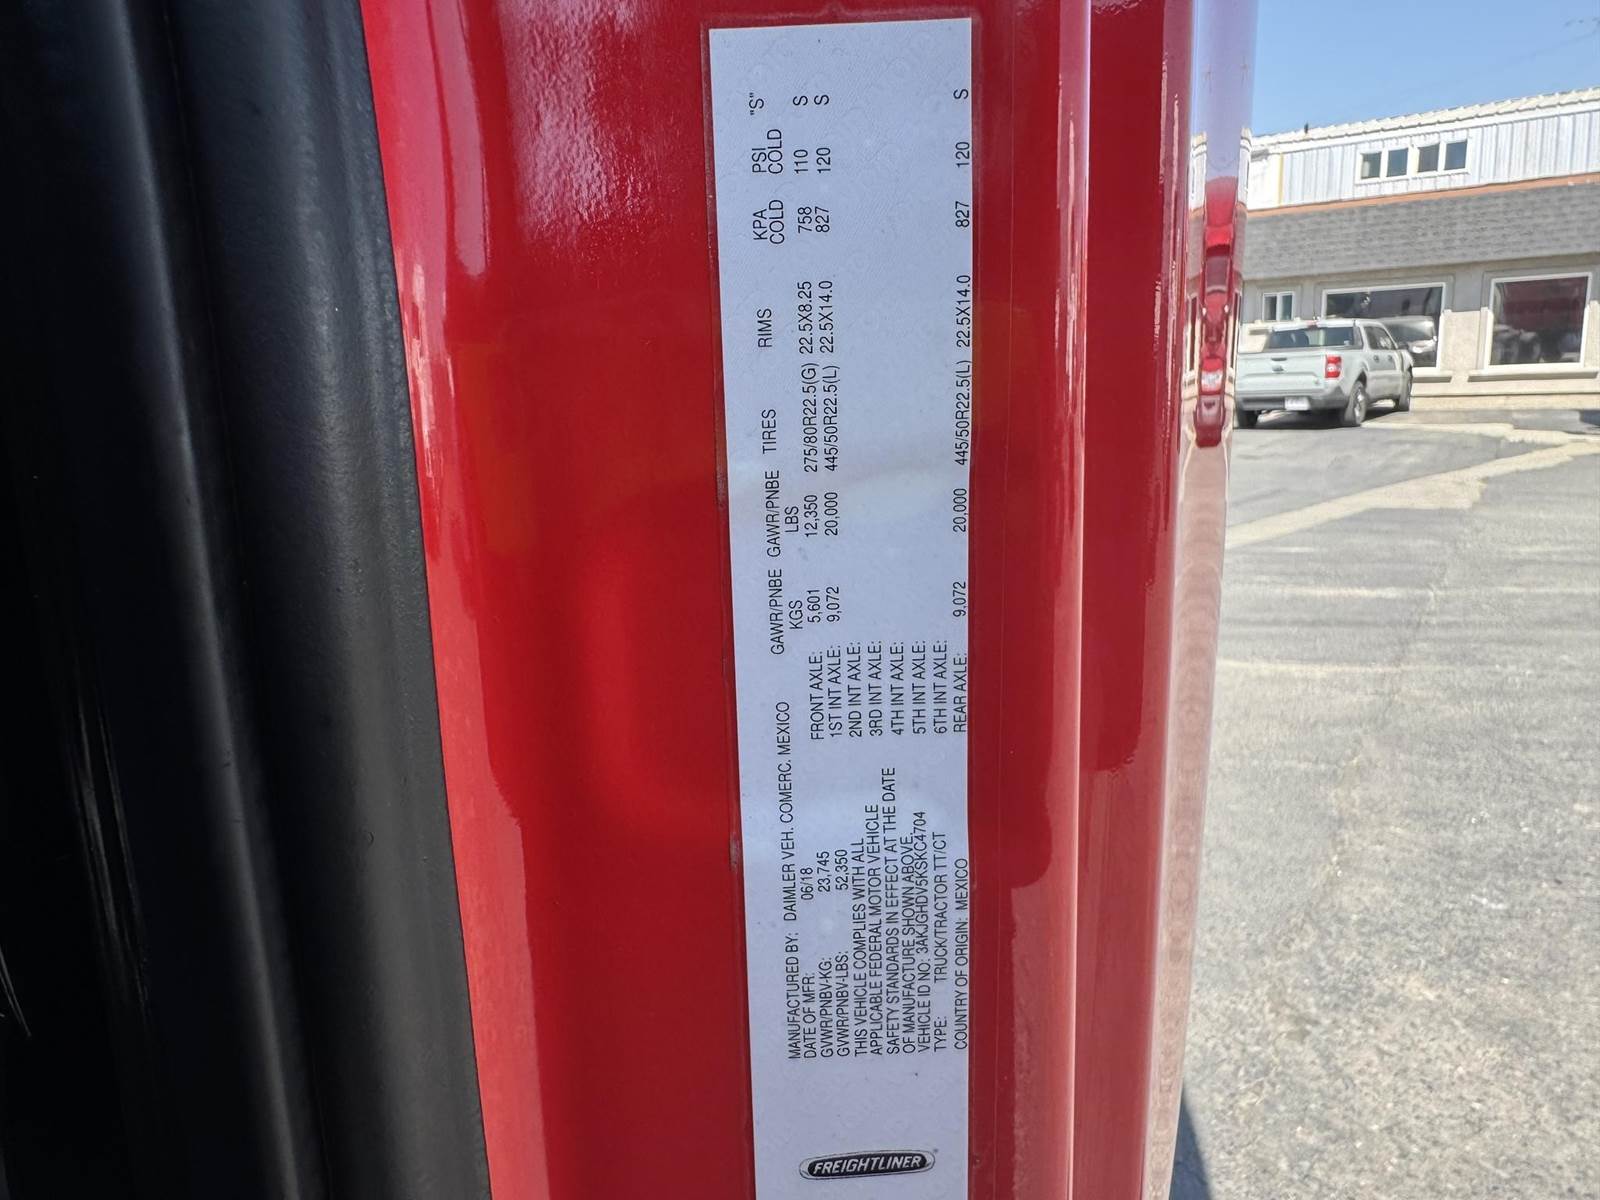 FREIGHTLINER
MANUFACTURED BY: DAIMLER VEH. COMERC. MEXICO
DATE OF MFR: 06/18
GVWR/PNBV-KG: 23,745
GVWR/PNBV-LBS: 52,350
THIS VEHICLE COMPLIES WITH ALL
APPLICABLE FEDERAL MOTOR VEHICLE
SAFETY STANDARDS IN EFFECT AT THE DATE
OF MANUFACTURE SHOWN ABOVE.
VEHICLE ID NO: 3AKJGHDV5KSKC4704
TYPE: TRUCK/TRACTOR TT/CT
COUNTRY OF ORIGIN: MEXICO
GAWR/PNBE GAWR/PNBE TIRES RIMS KPA PSI "S"
KGS LBS COLD COLD
FRONT AXLE: 5,601 12,350 275/80R22.5(G) 22.5X8.25 758 110 S
1ST INT AXLE: 9,072 20,000 445/50R22.5(L) 22.5X14.0 827 120 S
2ND INT AXLE:
3RD INT AXLE:
4TH INT AXLE:
5TH INT AXLE:
6TH INT AXLE:
REAR AXLE: 9,072 20,000 445/50R22.5(L) 22.5X14.0 827 120 S